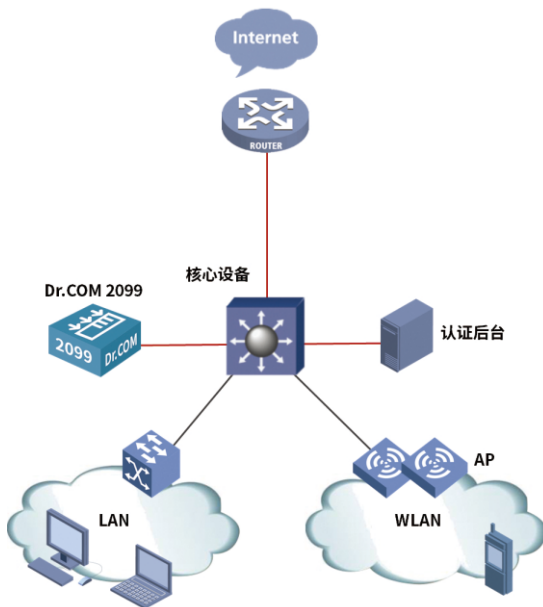 Internet
ROUTER
核心设备
Dr.COM 2099
2099 Dr.COM
认证后台
AP
LAN
WLAN